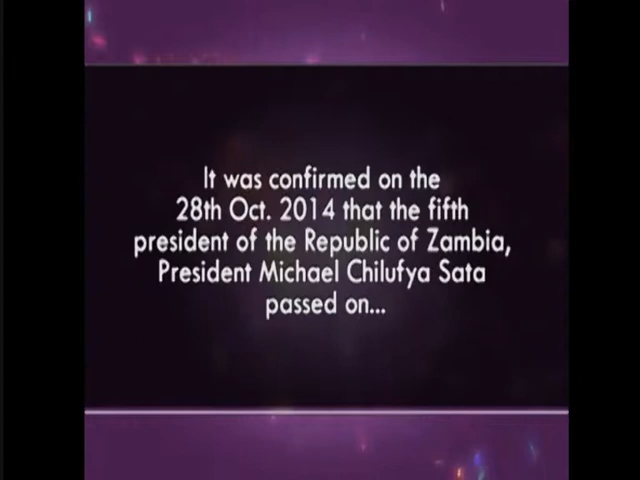 It was confirmed on the
28th Oct. 2014 that the fifth
president of the Republic of Zambia,
President Michael Chilufya Sata
passed on...